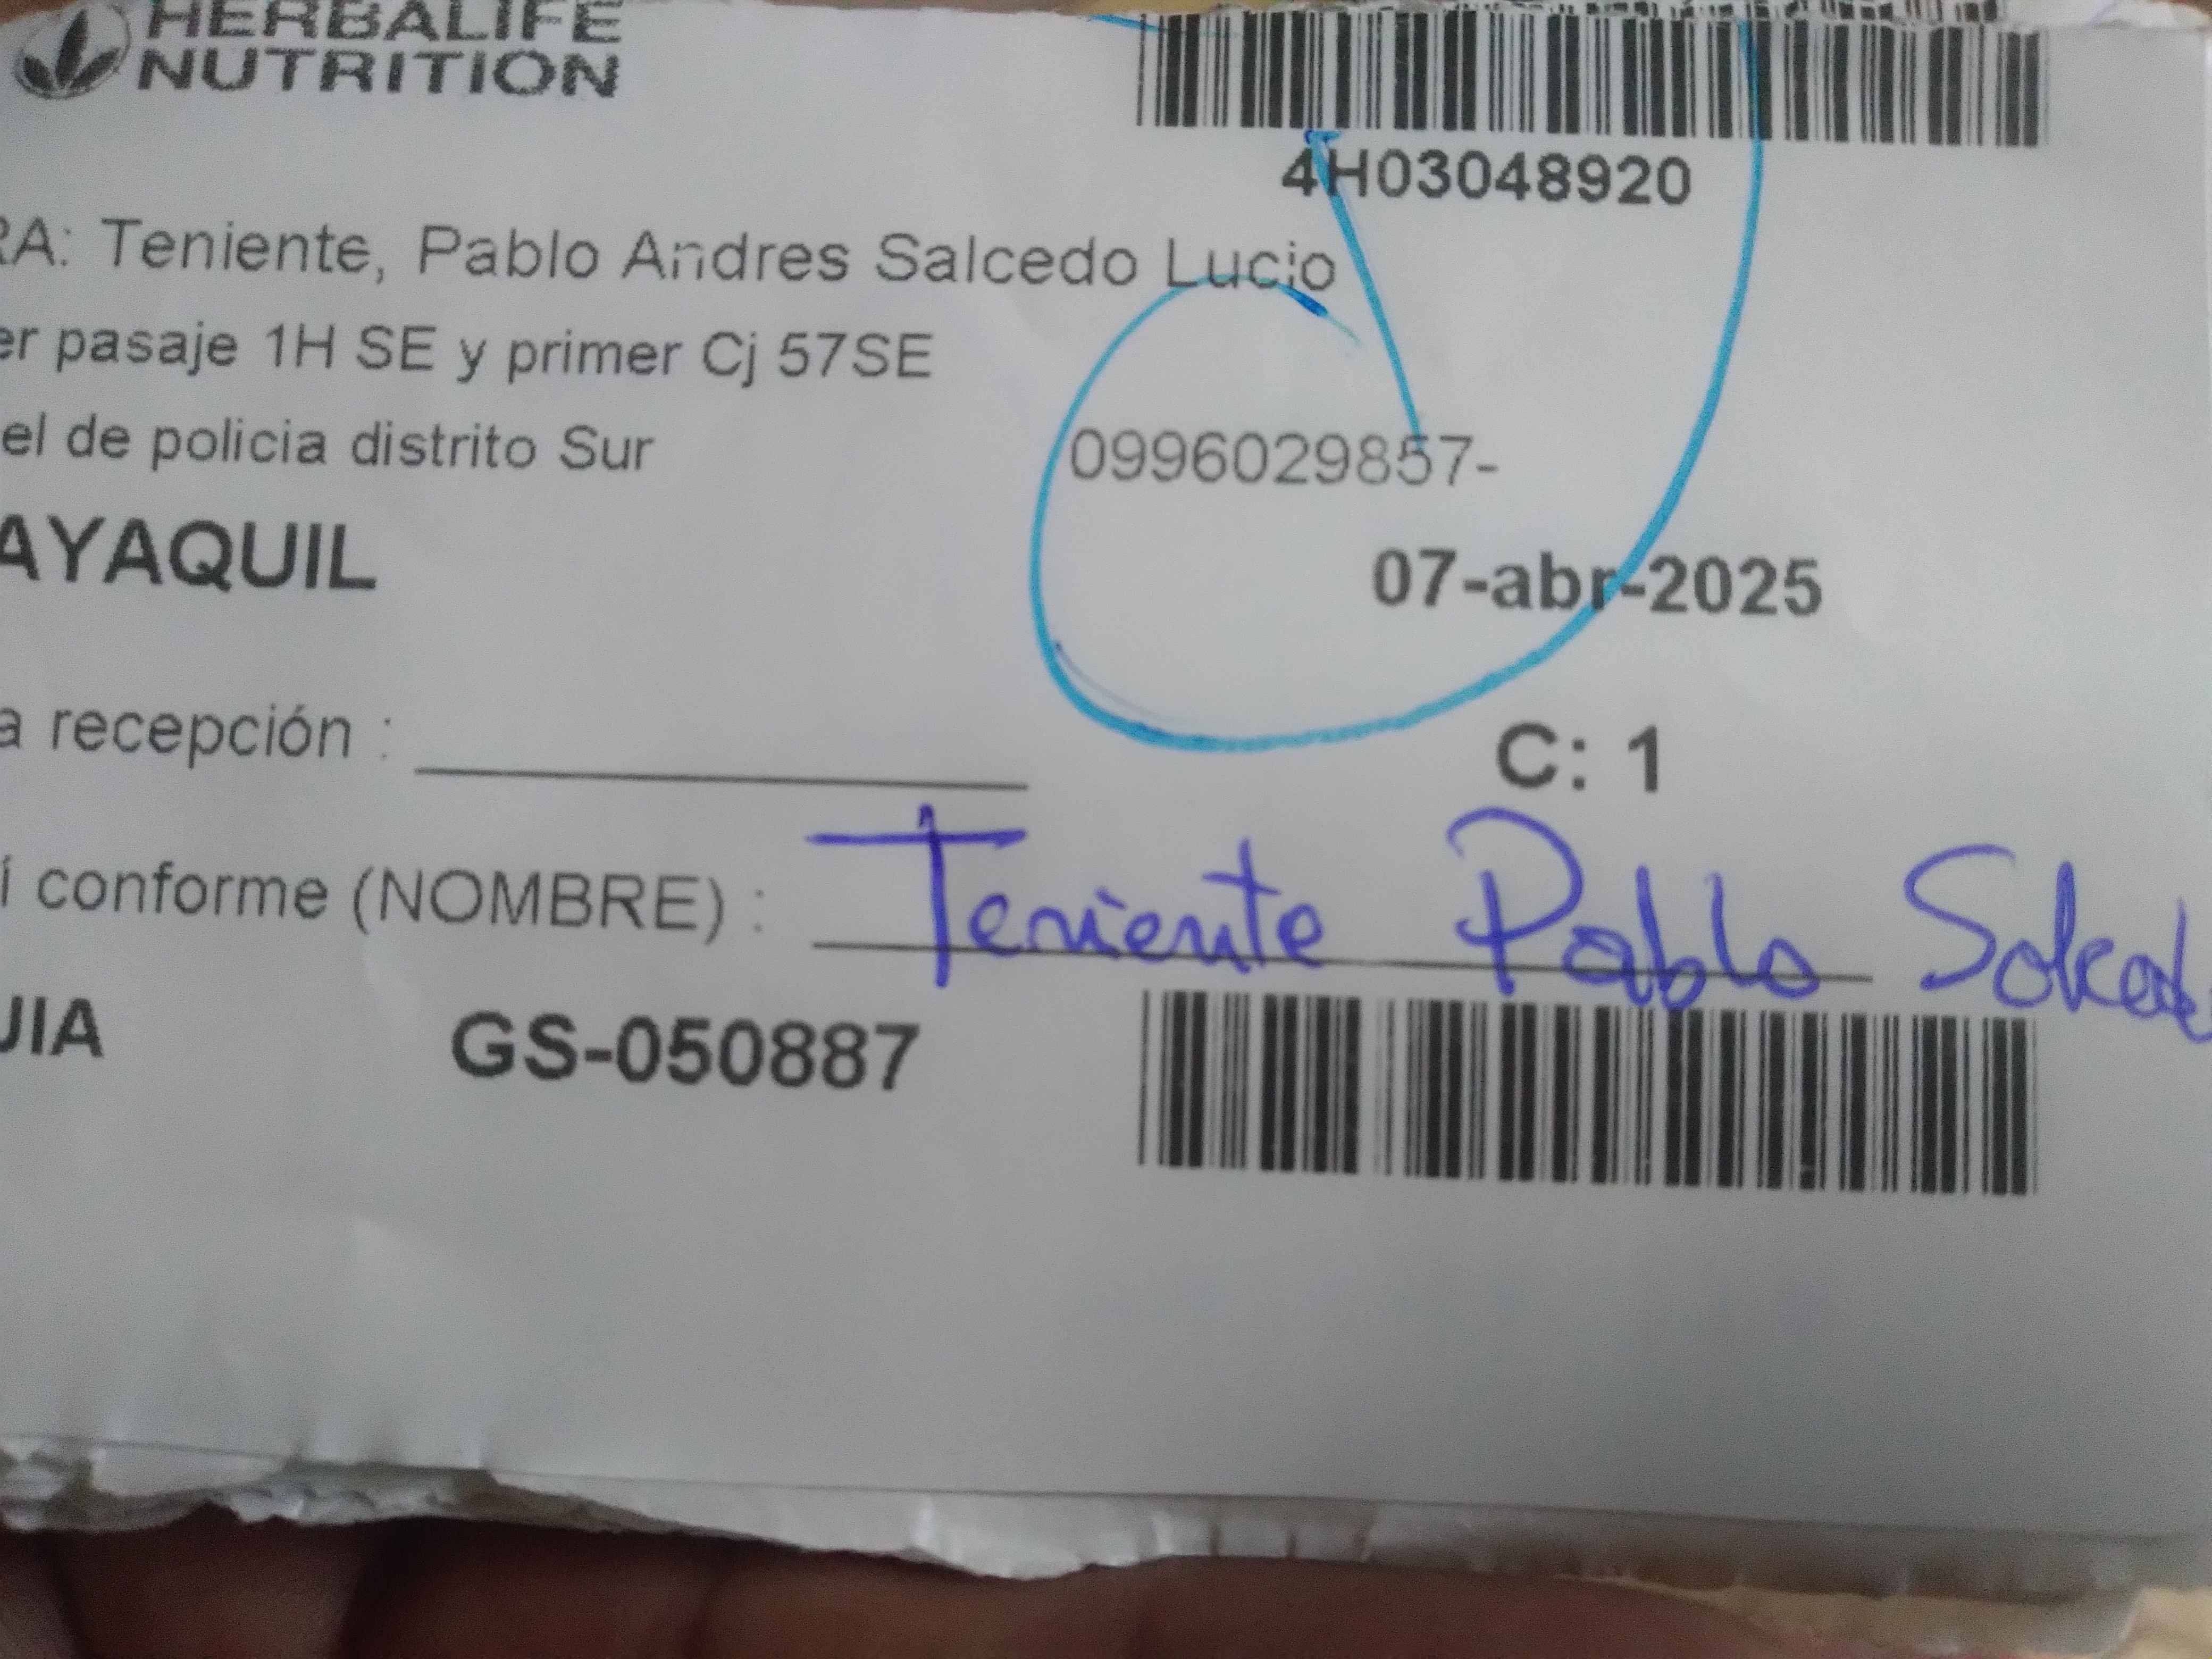 HERBALIFE
NUTRITION
4H03048920
RA: Teniente, Pablo Andres Salcedo Lucio
er pasaje 1H SE y primer Cj 57SE
el de policia distrito Sur 0996029857-
AYAQUIL 07-abr-2025
a recepción :
C: 1
í conforme (NOMBRE) : Teniente Pablo
JIA GS-050887